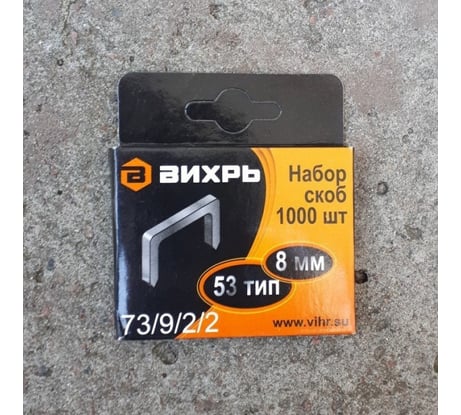 ВИХРЬ
Набор
скоб
1000 шт
8 мм
53 тип
73/9/2/2
www.vihr.su